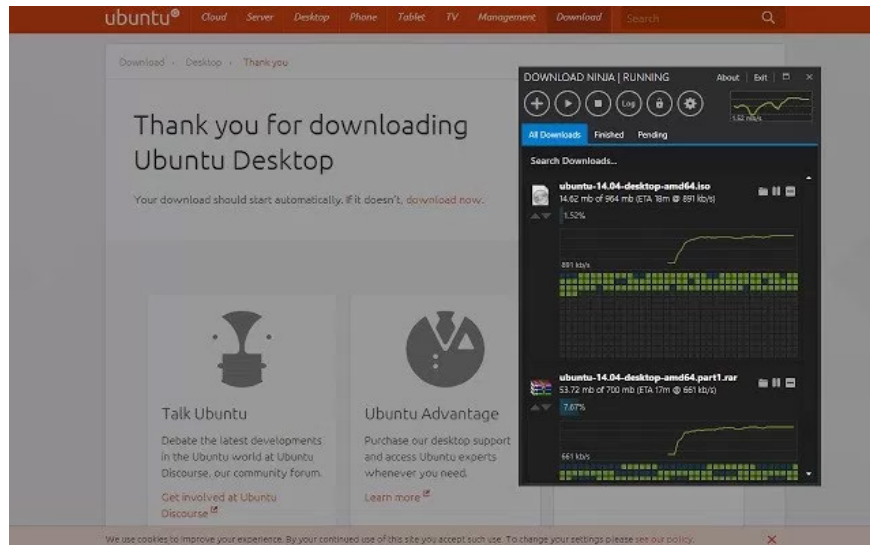 ubuntu®
Cloud Server Desktop Phone Tablet TV Management Download Search
Download › Desktop › Thank you
Thank you for downloading
Ubuntu Desktop
Your download should start automatically. If it doesn't, download now.
Talk Ubuntu
Debate the latest developments
in the Ubuntu world at Ubuntu
Discourse, our community forum.
Get involved at Ubuntu
Discourse
Ubuntu Advantage
Purchase our desktop support
and access Ubuntu experts
whenever you need.
Learn more
We use cookies to improve your experience. By your continued use of this site you accept such use. To change your settings please see our policy.
DOWNLOAD NINJA | RUNNING
About | Exit
Log
1.52 mb/s
All Downloads Finished Pending
Search Downloads...
ubuntu-14.04-desktop-amd64.iso
14.62 mb of 964 mb (ETA 18m @ 891 kb/s)
1.52%
891 kb/s
ubuntu-14.04-desktop-amd64.part1.rar
53.72 mb of 700 mb (ETA 17m @ 661 kb/s)
7.67%
661 kb/s